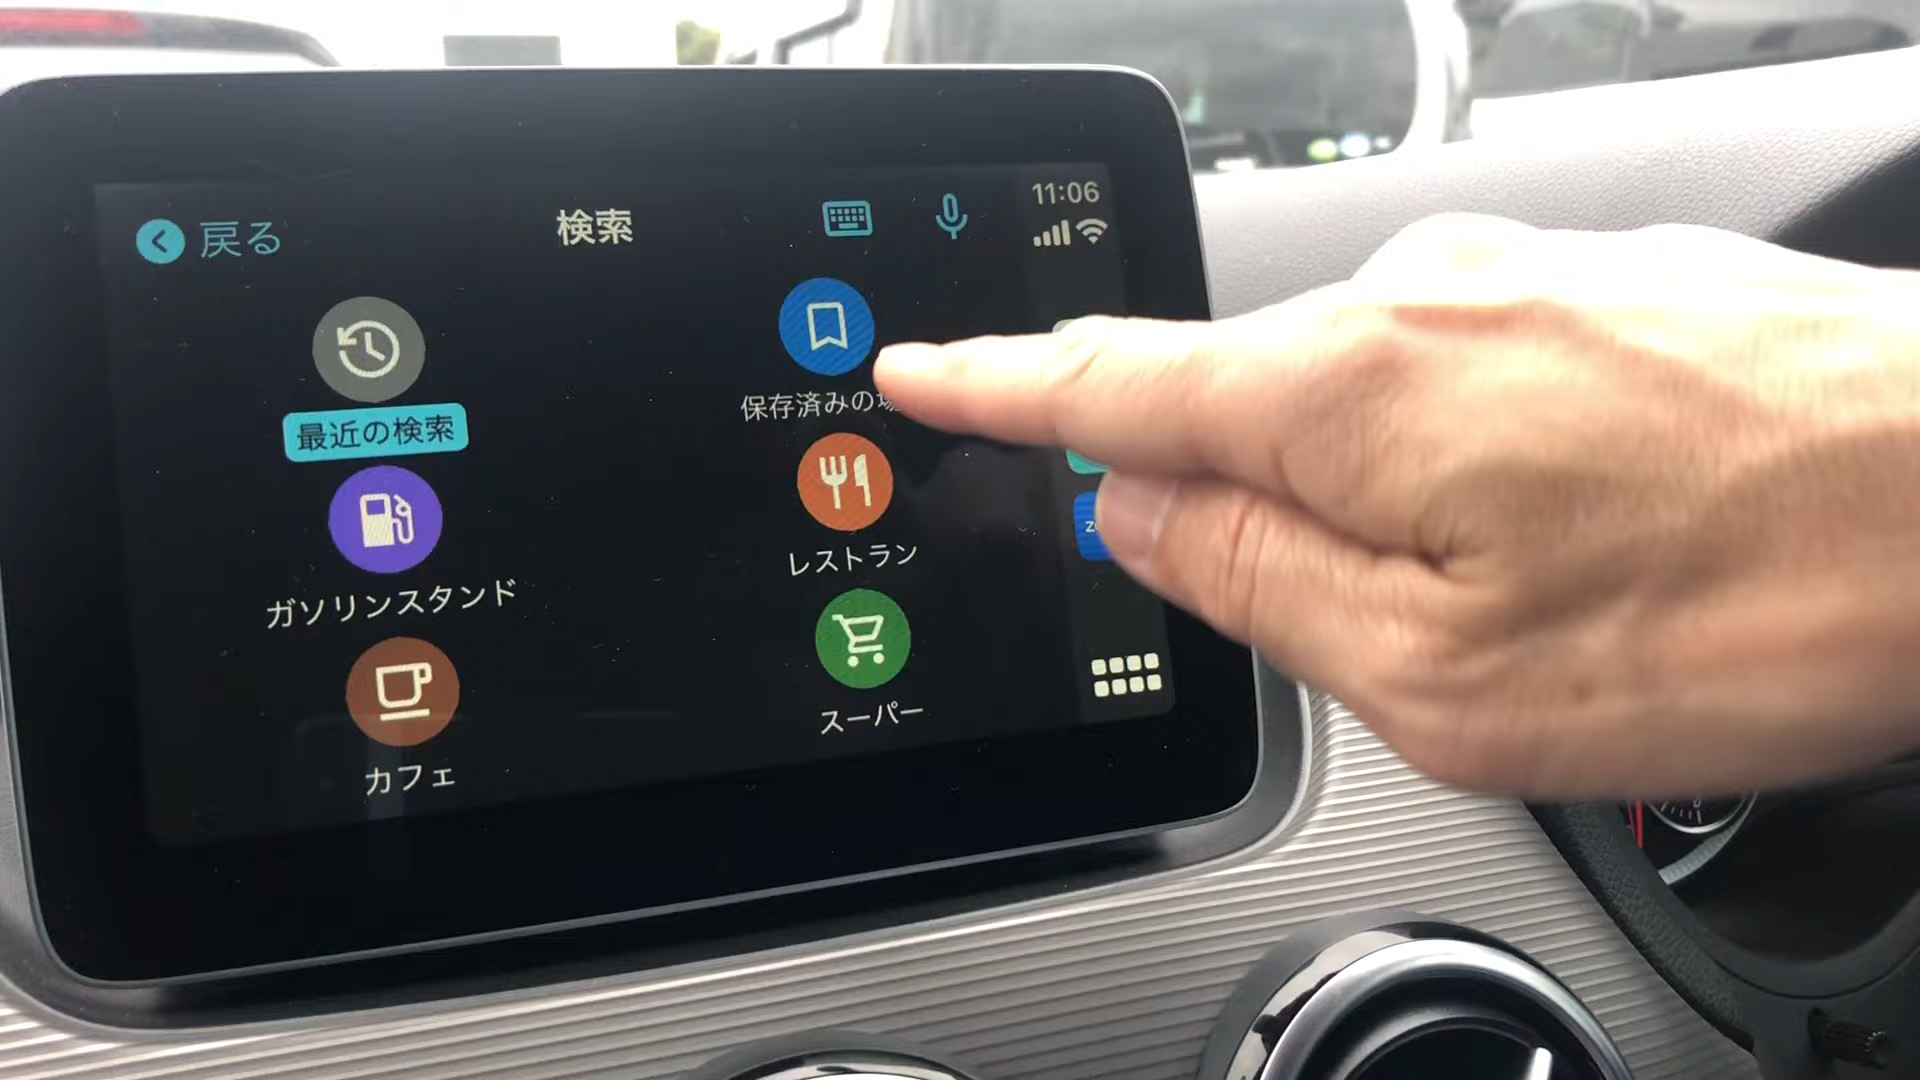 戻る
検索
11:06
最近の検索
保存済みの
ガソリンスタンド
レストラン
カフェ
スーパー